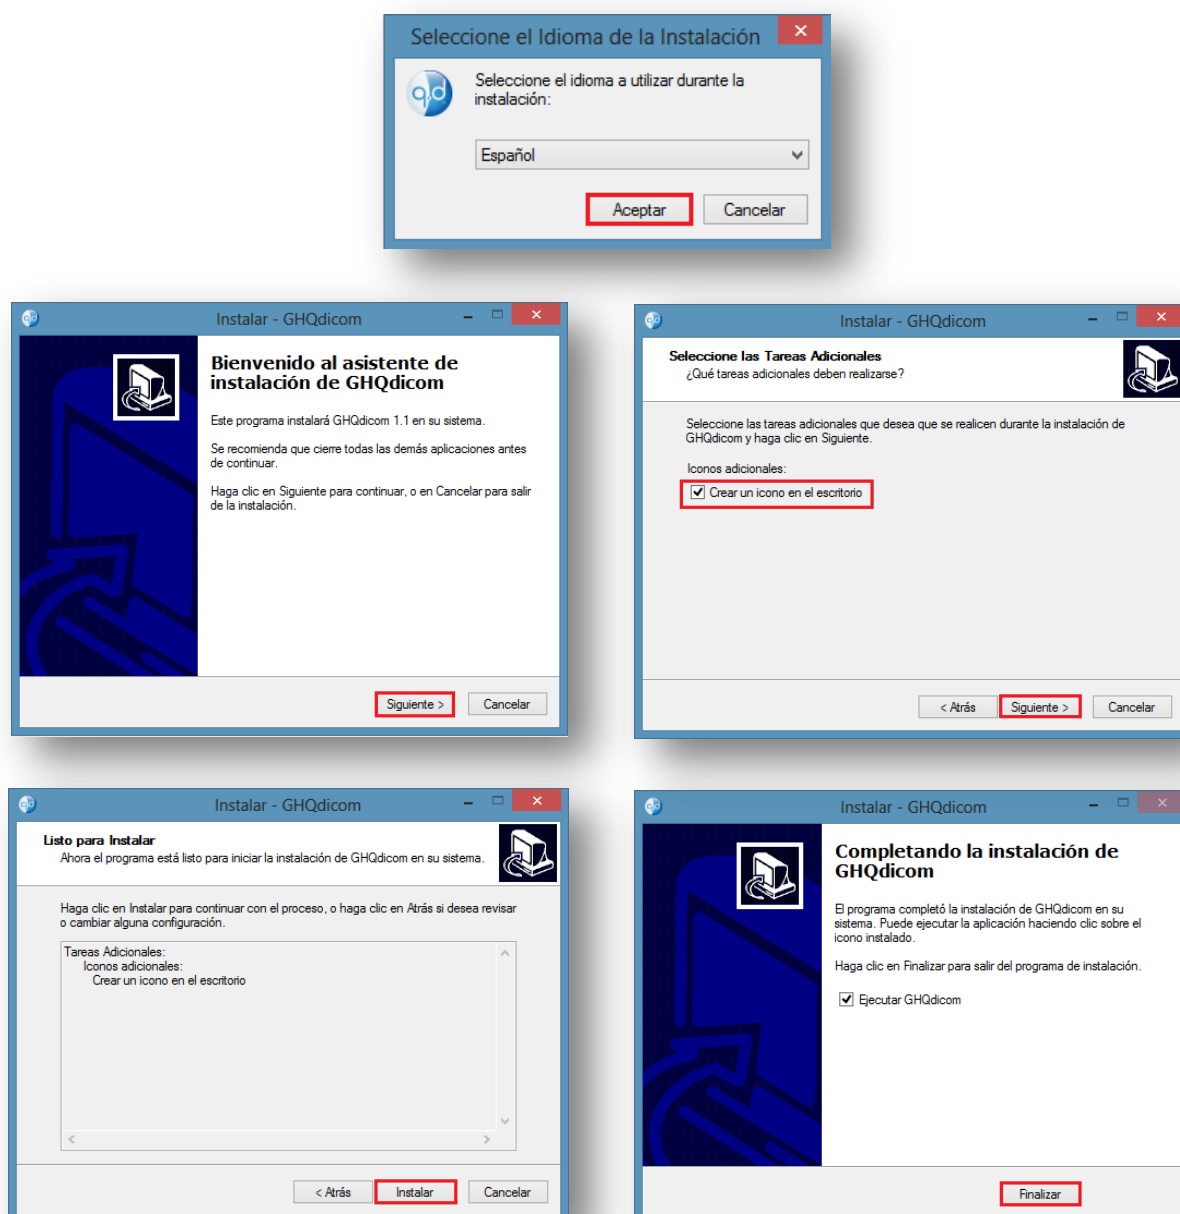 Seleccione el Idioma de la Instalación
q,d
Seleccione el idioma a utilizar durante la
instalación:
Español
Aceptar
Cancelar
Instalar - GHQdicom
Bienvenido al asistente de
instalación de GHQdicom
Este programa instalará GHQdicom 1.1 en su sistema.
Se recomienda que cierre todas las demás aplicaciones antes
de continuar.
Haga clic en Siguiente para continuar, o en Cancelar para salir
de la instalación.
Siguiente >
Cancelar
Instalar - GHQdicom
Seleccione las Tareas Adicionales
¿Qué tareas adicionales deben realizarse?
Seleccione las tareas adicionales que desea que se realicen durante la instalación de
GHQdicom y haga clic en Siguiente.
Iconos adicionales:
Crear un icono en el escritorio
< Atrás
Siguiente >
Cancelar
Instalar - GHQdicom
Listo para Instalar
Ahora el programa está listo para iniciar la instalación de GHQdicom en su sistema.
Haga clic en Instalar para continuar con el proceso, o haga clic en Atrás si desea revisar
o cambiar alguna configuración.
Tareas Adicionales:
Iconos adicionales:
Crear un icono en el escritorio
< Atrás
Instalar
Cancelar
Instalar - GHQdicom
Completando la instalación de
GHQdicom
El programa completó la instalación de GHQdicom en su
sistema. Puede ejecutar la aplicación haciendo clic sobre el
icono instalado.
Haga clic en Finalizar para salir del programa de instalación.
Ejecutar GHQdicom
Finalizar